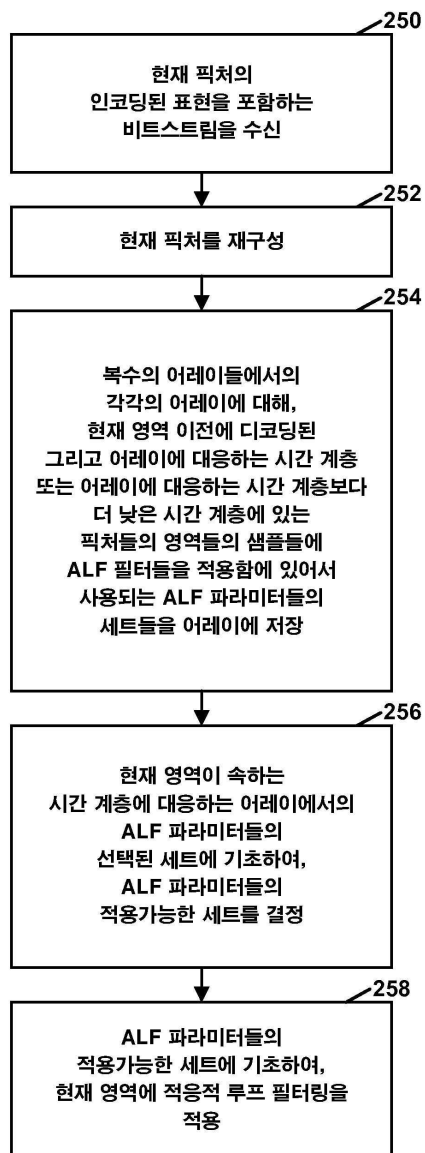 250
현재 픽처의
인코딩된 표현을 포함하는
비트스트림을 수신
252
현재 픽처를 재구성
254
복수의 어레이들에서의
각각의 어레이에 대해,
현재 영역 이전에 디코딩된
그리고 어레이에 대응하는 시간 계층
또는 어레이에 대응하는 시간 계층보다
더 낮은 시간 계층에 있는
픽처들의 영역들의 샘플들에
ALF 필터들을 적용함에 있어서
사용되는 ALF 파라미터들의
세트들을 어레이에 저장
256
현재 영역이 속하는
시간 계층에 대응하는 어레이에서의
ALF 파라미터들의
선택된 세트에 기초하여,
ALF 파라미터들의
적용가능한 세트를 결정
258
ALF 파라미터들의
적용가능한 세트에 기초하여,
현재 영역에 적응적 루프 필터링을
적용